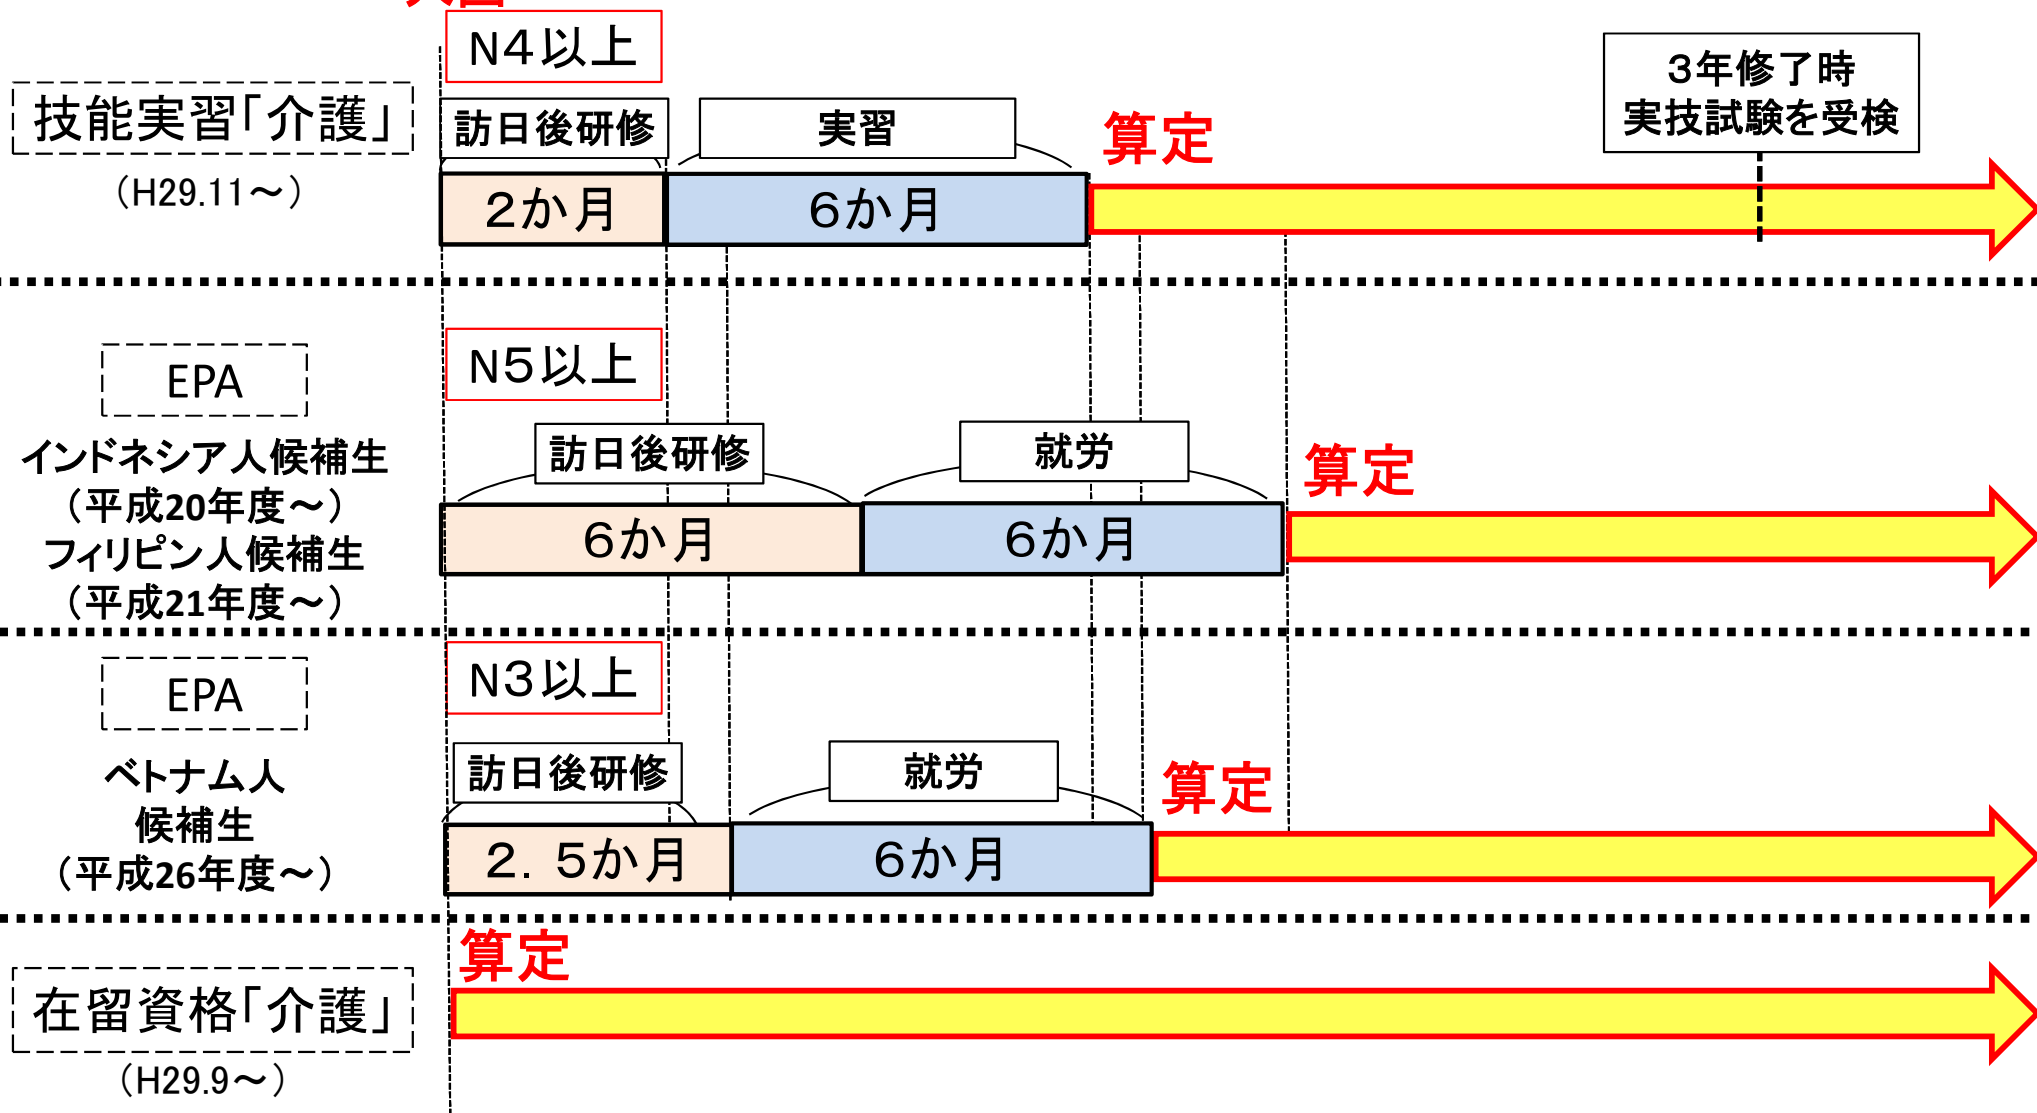 N4以上
3年修了時
実技試験を受検
技能実習「介護」
訪日後研修
実習
算定
（H29.11～）
2か月
6か月
N5以上
EPA
訪日後研修
就労
算定
インドネシア人候補生
（平成20年度～）
フィリピン人候補生
（平成21年度～）
6か月
6か月
N3以上
EPA
訪日後研修
就労
算定
ベトナム人
候補生
（平成26年度～）
2．5か月
6か月
算定
在留資格「介護」
（H29.9～）